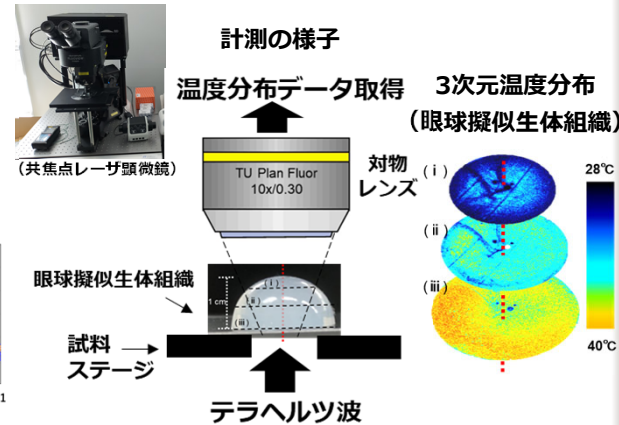 計測の様子
温度分布データ取得
(共焦点レーザ顕微鏡)
TU Plan Fluor
10x/0.30
対物
レンズ
3次元温度分布
(眼球擬似生体組織)
(ⅰ)
(ⅱ)
(ⅲ)
28℃
40℃
眼球擬似生体組織
1 cm
(ⅰ)
(ⅱ)
(ⅲ)
試料
ステージ
テラヘルツ波
1